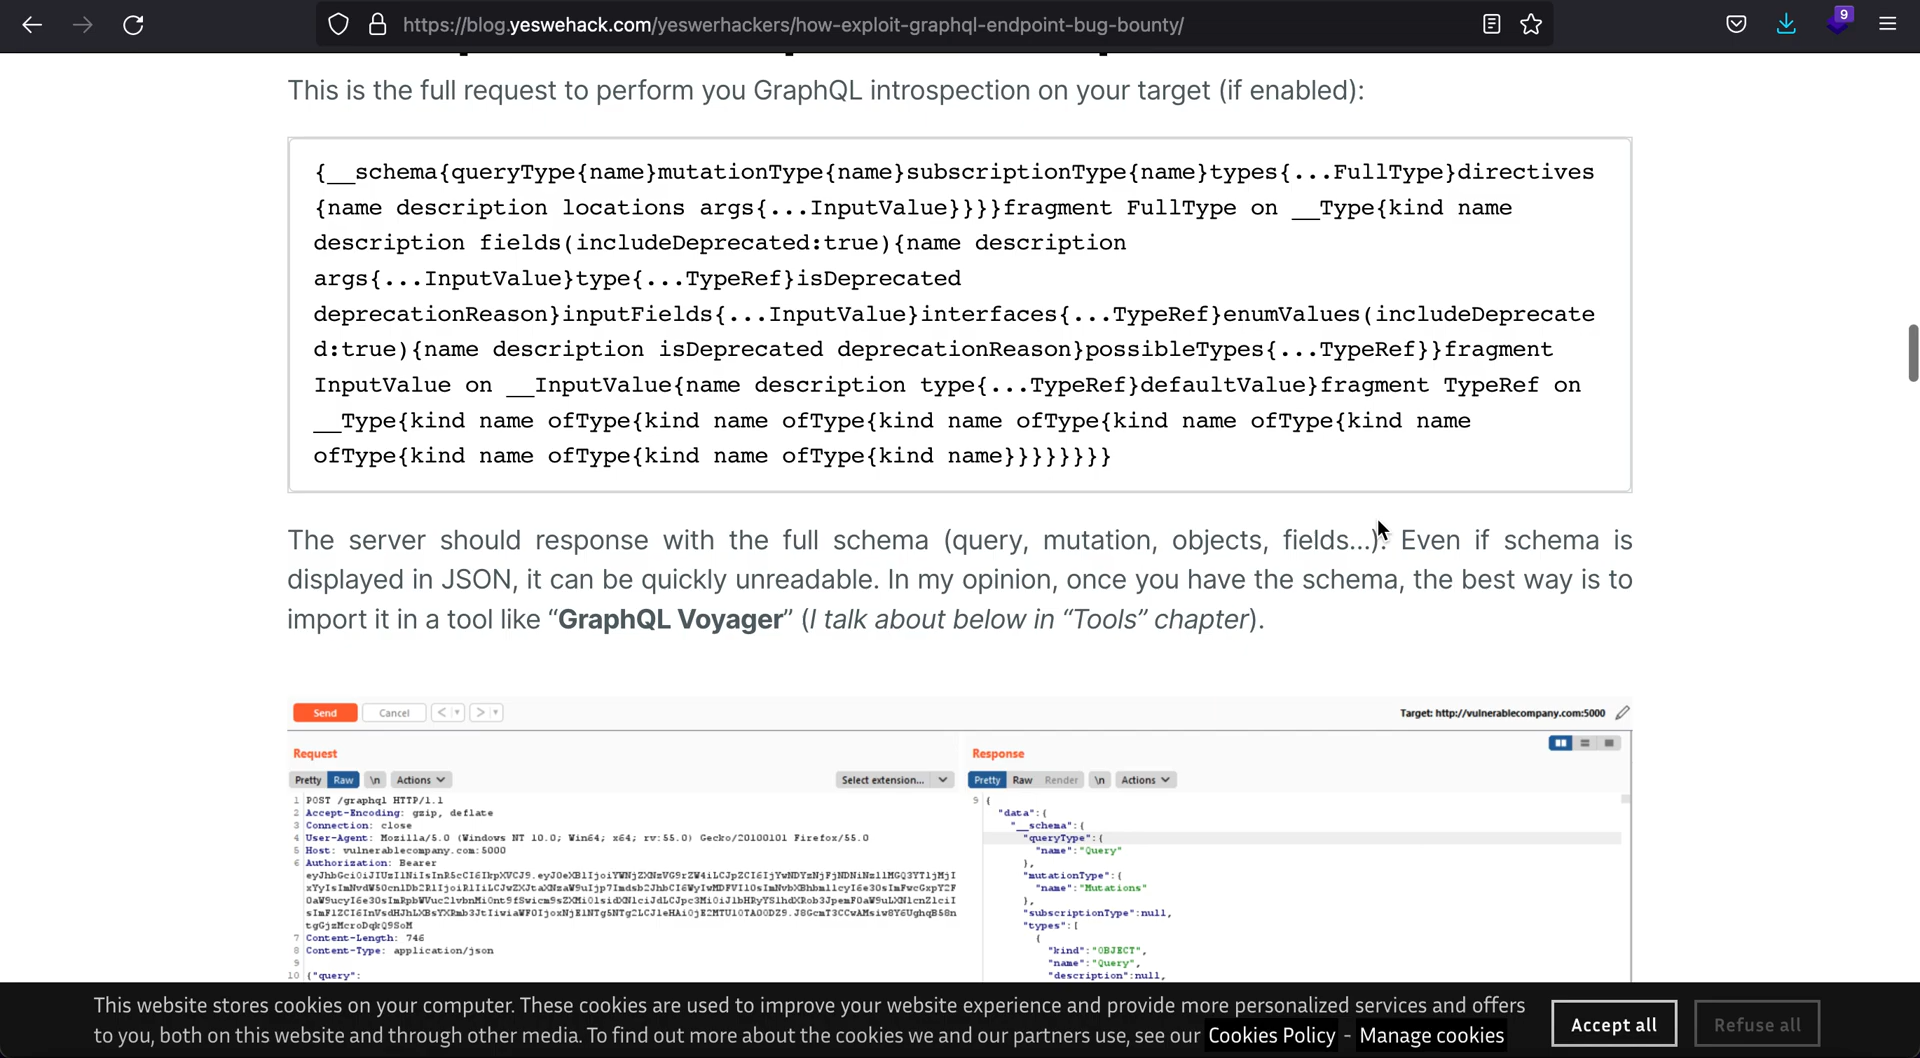 https://blog.yeswehack.com/yeswerhackers/how-exploit-graphql-endpoint-bug-bounty/
9
This is the full request to perform you GraphQL introspection on your target (if enabled):
{__schema{queryType{name}mutationType{name}subscriptionType{name}types{...FullType}directives
{name description locations args{...InputValue}}}}fragment FullType on __Type{kind name
description fields(includeDeprecated:true){name description
args{...InputValue}type{...TypeRef}isDeprecated
deprecationReason}inputFields{...InputValue}interfaces{...TypeRef}enumValues(includeDeprecate
d:true){name description isDeprecated deprecationReason}possibleTypes{...TypeRef}}fragment
InputValue on __InputValue{name description type{...TypeRef}defaultValue}fragment TypeRef on
__Type{kind name ofType{kind name ofType{kind name ofType{kind name ofType{kind name
ofType{kind name ofType{kind name ofType{kind name}}}}}}}}
The server should response with the full schema (query, mutation, objects, fields...). Even if schema is
displayed in JSON, it can be quickly unreadable. In my opinion, once you have the schema, the best way is to
import it in a tool like “GraphQL Voyager” (I talk about below in “Tools” chapter).
Send Cancel < >
Target: http://vulnerablecompany.com:5000
Request
Pretty Raw \n Actions Select extension...
1 POST /graphql HTTP/1.1
2 Accept-Encoding: gzip, deflate
3 Connection: close
4 User-Agent: Mozilla/5.0 (Windows NT 10.0; Win64; x64; rv:55.0) Gecko/20100101 Firefox/55.0
5 Host: vulnerablecompany.com:5000
6 Authorization: Bearer
7 Content-Length: 746
8 Content-Type: application/json
9
10 {"query":
Response
Pretty Raw Render \n Actions
9 {
"data":{
"__schema":{
"queryType":{
"name":"Query"
},
"mutationType":{
"name":"Mutations"
},
"subscriptionType":null,
"types":[
{
"kind":"OBJECT",
"name":"Query",
"description":null,
This website stores cookies on your computer. These cookies are used to improve your website experience and provide more personalized services and offers
to you, both on this website and through other media. To find out more about the cookies we and our partners use, see our Cookies Policy - Manage cookies
Accept all
Refuse all